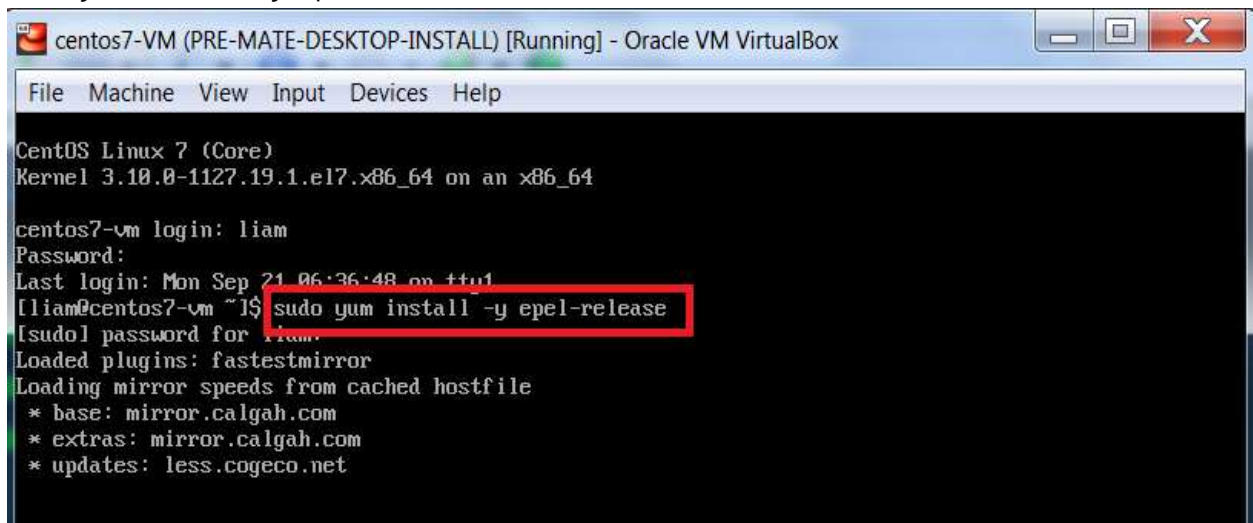 centos7-VM (PRE-MATE-DESKTOP-INSTALL) [Running] - Oracle VM VirtualBox
File Machine View Input Devices Help
CentOS Linux 7 (Core)
Kernel 3.10.0-1127.19.1.el7.x86_64 on an x86_64
centos7-vm login: liam
Password:
Last login: Mon Sep 21 06:36:48 on tty1
[liam@centos7-vm ~]$ sudo yum install -y epel-release
[sudo] password for liam:
Loaded plugins: fastestmirror
Loading mirror speeds from cached hostfile
* base: mirror.calgah.com
* extras: mirror.calgah.com
* updates: less.cogeco.net